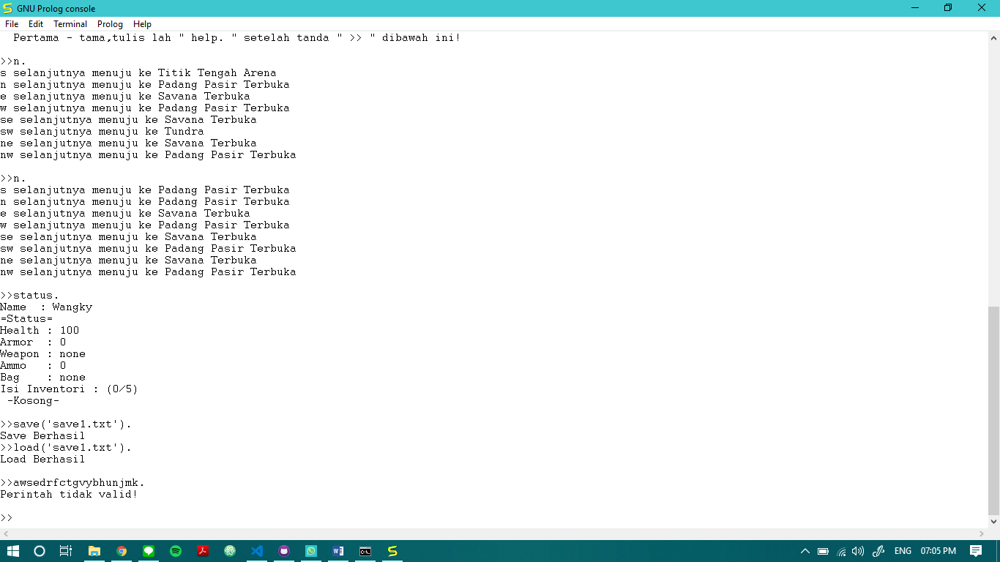 GNU Prolog console
File Edit Terminal Prolog Help
Pertama - tama,tulis lah " help. " setelah tanda " >> " dibawah ini!
>>n.
s selanjutnya menuju ke Titik Tengah Arena
n selanjutnya menuju ke Padang Pasir Terbuka
e selanjutnya menuju ke Savana Terbuka
w selanjutnya menuju ke Padang Pasir Terbuka
se selanjutnya menuju ke Savana Terbuka
sw selanjutnya menuju ke Tundra
ne selanjutnya menuju ke Savana Terbuka
nw selanjutnya menuju ke Padang Pasir Terbuka
>>n.
s selanjutnya menuju ke Padang Pasir Terbuka
n selanjutnya menuju ke Padang Pasir Terbuka
e selanjutnya menuju ke Savana Terbuka
w selanjutnya menuju ke Padang Pasir Terbuka
se selanjutnya menuju ke Savana Terbuka
sw selanjutnya menuju ke Padang Pasir Terbuka
ne selanjutnya menuju ke Savana Terbuka
nw selanjutnya menuju ke Padang Pasir Terbuka
>>status.
Name  : Wangky
=Status=
Health : 100
Armor  : 0
Weapon : none
Ammo   : 0
Bag    : none
Isi Inventori : (0/5)
-Kosong-
>>save('save1.txt').
Save Berhasil
>>load('save1.txt').
Load Berhasil
>>awsedrfctgvybhunjmk.
Perintah tidak valid!
>>
ENG 07:05 PM